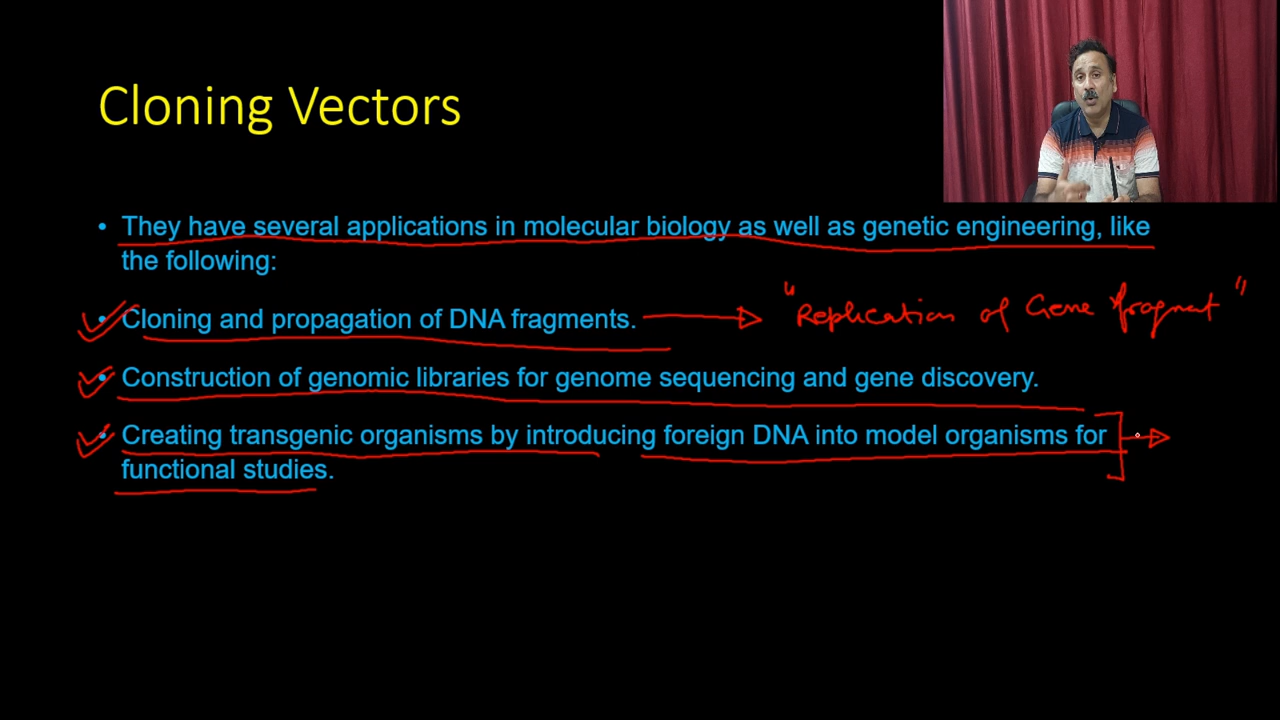 Cloning Vectors
• They have several applications in molecular biology as well as genetic engineering, like
the following:
• Cloning and propagation of DNA fragments.
"Replication of Gene fragment"
• Construction of genomic libraries for genome sequencing and gene discovery.
• Creating transgenic organisms by introducing foreign DNA into model organisms for
functional studies.